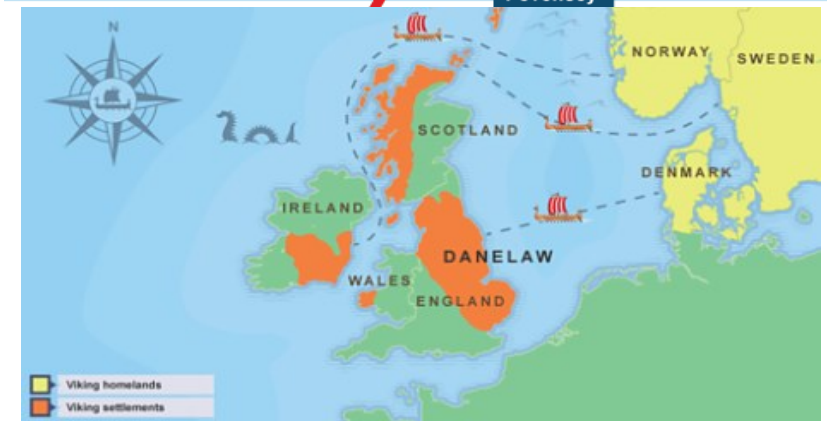 N
NORWAY
SWEDEN
SCOTLAND
DENMARK
IRELAND
DANELAW
WALES
ENGLAND
Viking homelands
Viking settlements